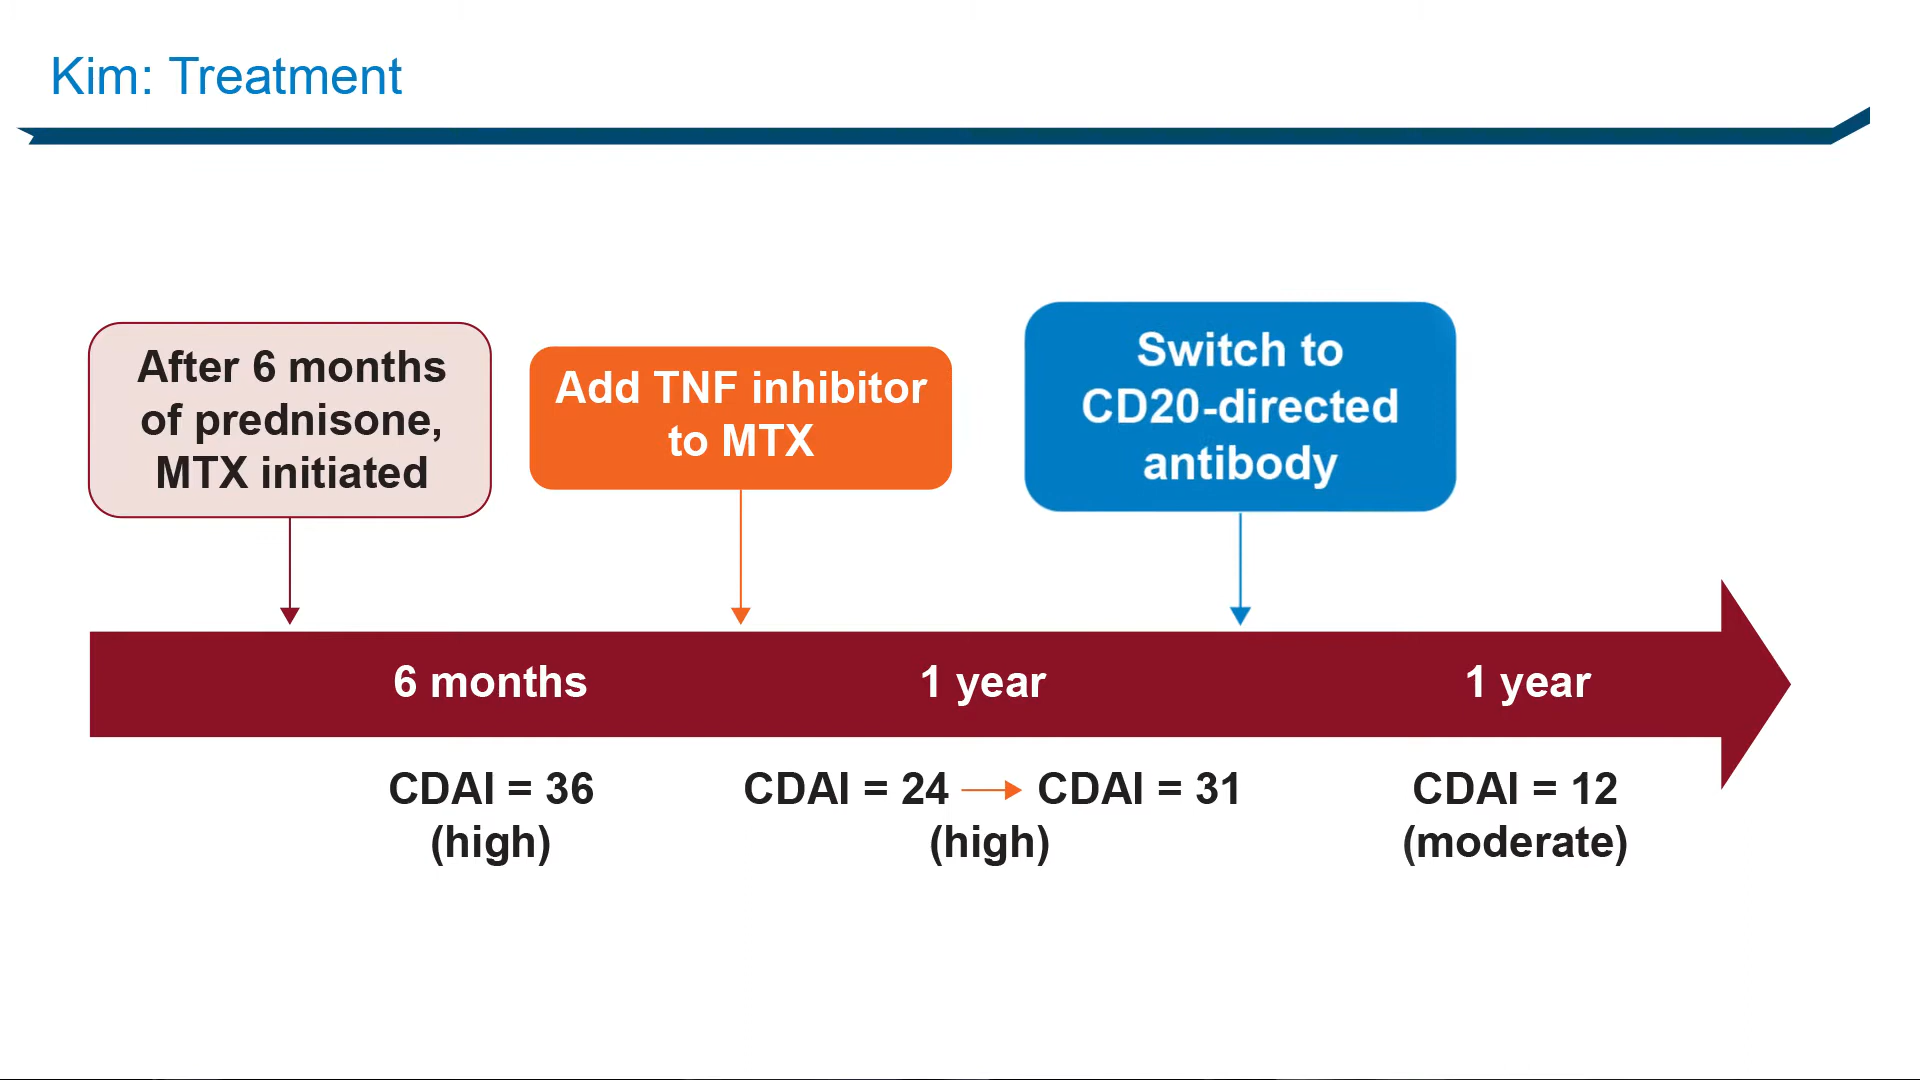 Kim: Treatment
After 6 months
of prednisone,
MTX initiated
Add TNF inhibitor
to MTX
Switch to
CD20-directed
antibody
6 months
1 year
1 year
CDAI = 36
(high)
CDAI = 24 → CDAI = 31
(high)
CDAI = 12
(moderate)